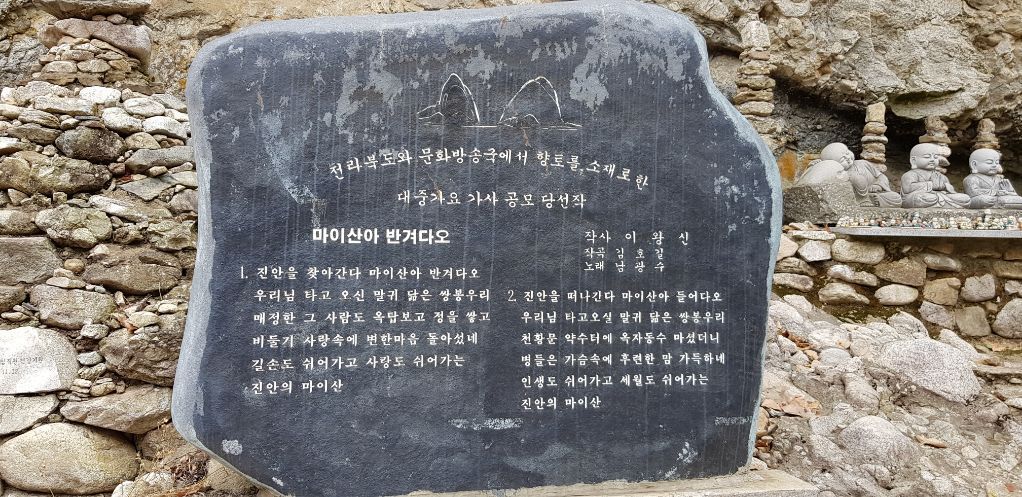 전라북도와 문화방송국에서 향토를 소재로한
대중가요 가사 공모 당선작
마이산아 반겨다오
작사 이 왕 신
작곡 김 호 길
노래 남 광 수
1. 진안을 찾아간다 마이산아 반겨다오
우리님 타고 오신 말귀 닮은 쌍봉우리
매정한 그 사람도 옥탑보고 정을 쌓고
비둘기 사랑속에 변한마음 돌아섰네
길손도 쉬어가고 사랑도 쉬어가는
진안의 마이산
2. 진안을 떠나간다 마이산아 들어다오
우리님 타고오실 말귀 닮은 쌍봉우리
천황문 약수터에 옥자동수 마셨더니
병들은 가슴속에 후련한 맘 가득하네
인생도 쉬어가고 세월도 쉬어가는
진안의 마이산